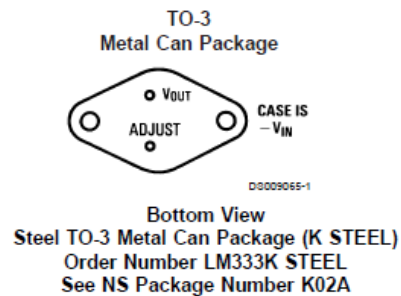 TO-3
Metal Can Package
VOUT
CASE IS
− VIN
ADJUST
DS009065-1
Bottom View
Steel TO-3 Metal Can Package (K STEEL)
Order Number LM333K STEEL
See NS Package Number K02A